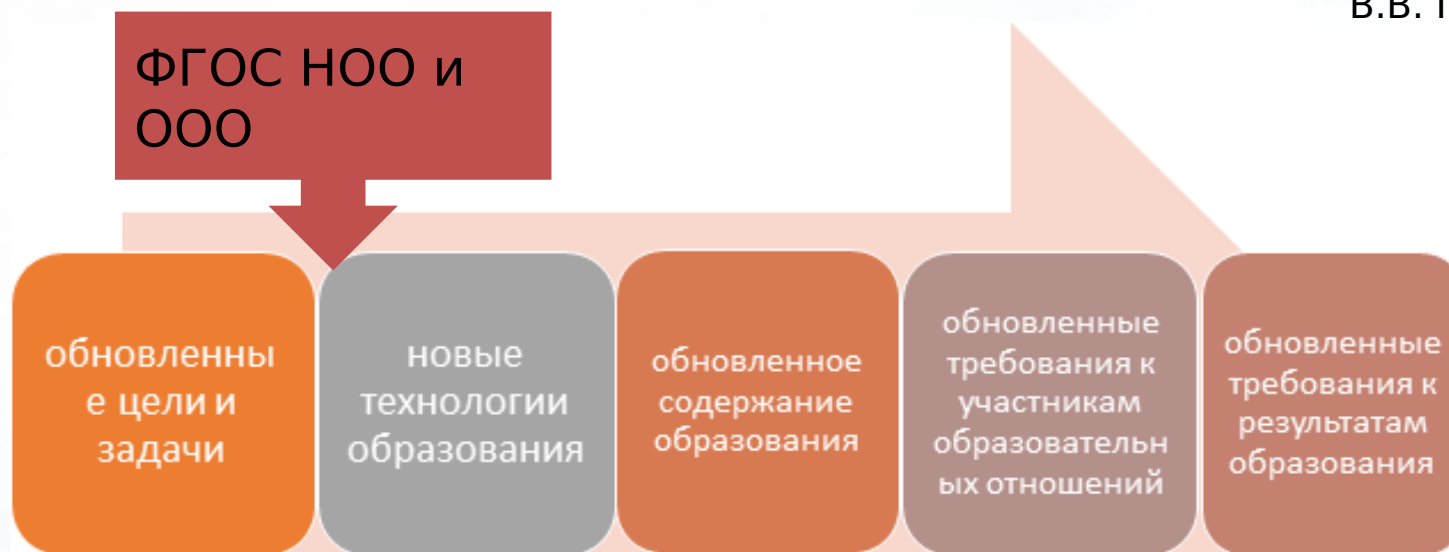 В.В.
ФГОС НОО и
ООО
обновленны
е цели и
задачи
новые
технологии
образования
обновленное
содержание
образования
обновленные
требования к
участникам
образовательн
ых отношений
обновленные
требования к
результатам
образования